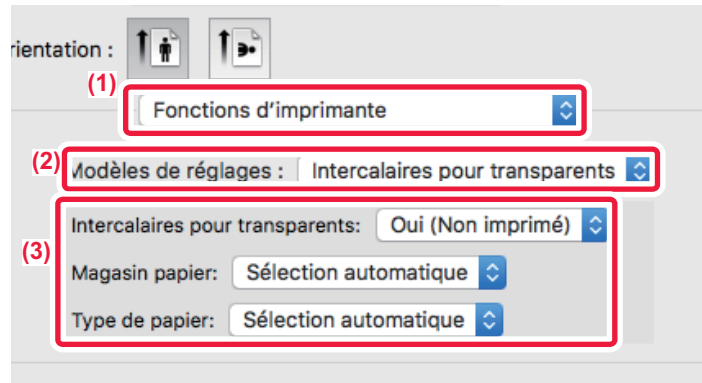 rientation :
(1)
Fonctions d'imprimante
(2) Modèles de réglages : Intercalaires pour transparents
Intercalaires pour transparents: Oui (Non imprimé)
(3)
Magasin papier: Sélection automatique
Type de papier: Sélection automatique